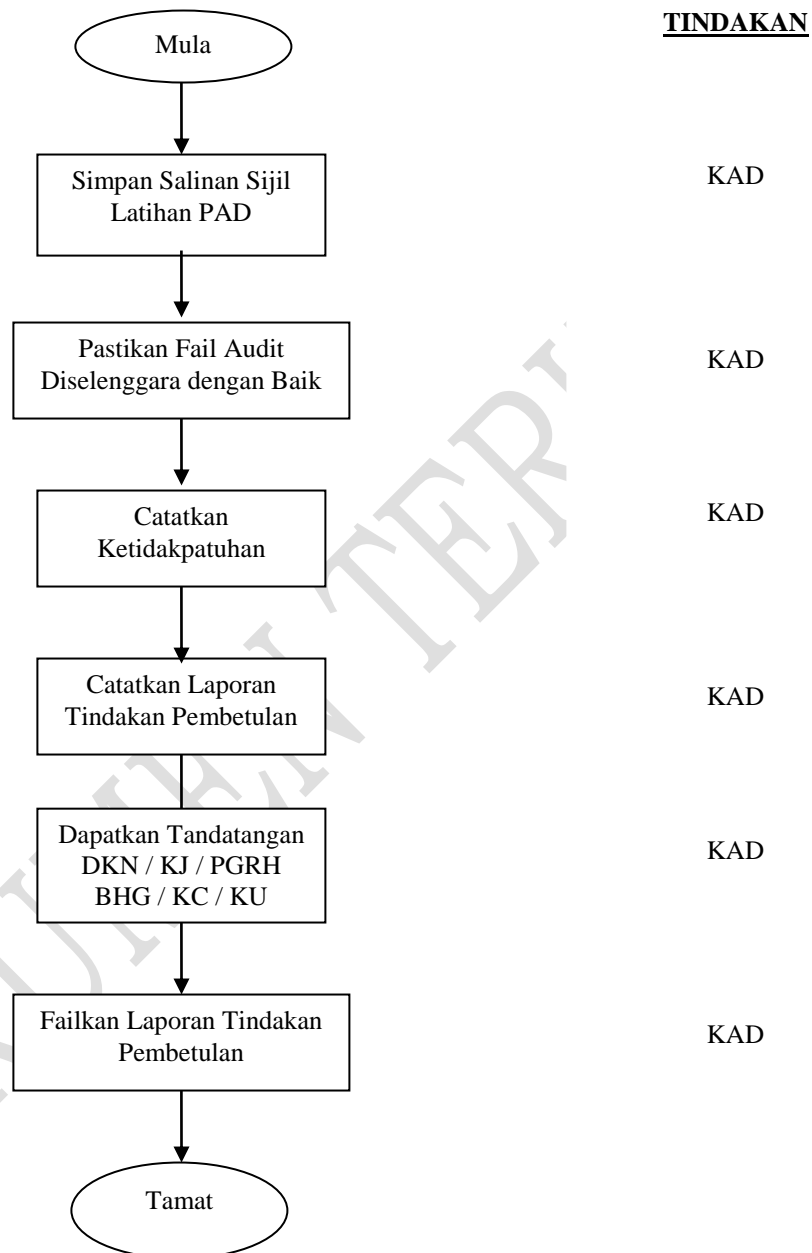 TINDAKAN
Mula
Simpan Salinan Sijil
Latihan PAD
KAD
Pastikan Fail Audit
Diselenggara dengan Baik
KAD
Catatkan
Ketidakpatuhan
KAD
Catatkan Laporan
Tindakan Pembetulan
KAD
Dapatkan Tandatangan
DKN / KJ / PGRH
BHG / KC / KU
KAD
Failkan Laporan Tindakan
Pembetulan
KAD
Tamat